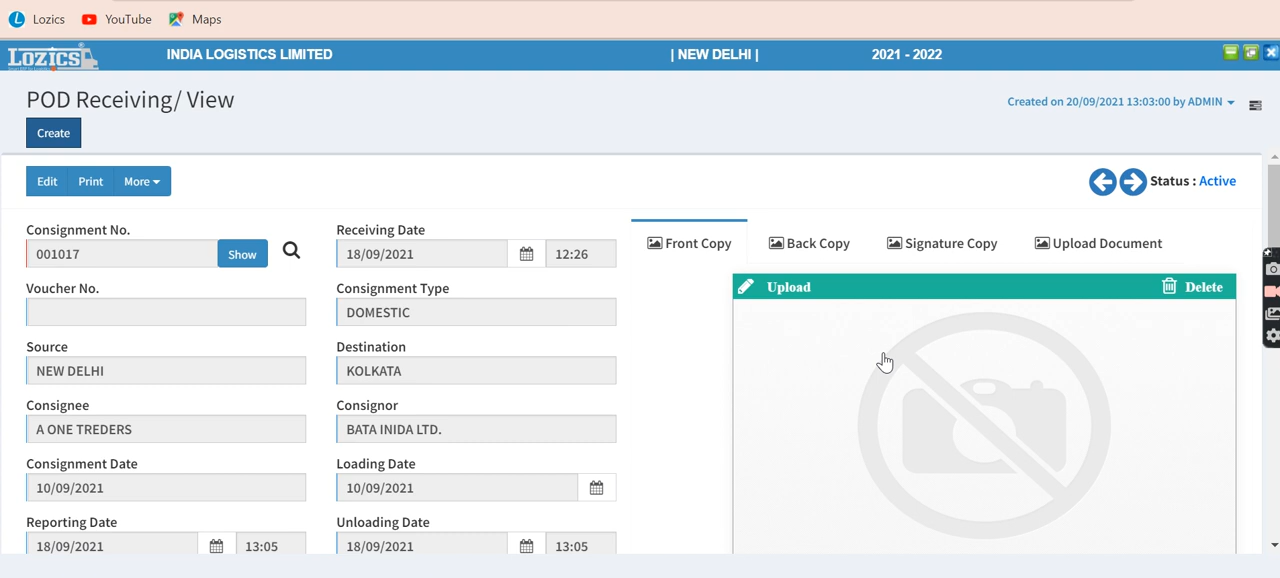 Lozics YouTube Maps
LOZICS INDIA LOGISTICS LIMITED | NEW DELHI | 2021 - 2022
POD Receiving/ View
Created on 20/09/2021 13:03:00 by ADMIN
Create
Edit Print More
Status : Active
Consignment No. Receiving Date
001017 Show 18/09/2021 12:26
Front Copy Back Copy Signature Copy Upload Document
Voucher No. Consignment Type
Upload Delete
DOMESTIC
Source Destination
NEW DELHI KOLKATA
Consignee Consignor
A ONE TREDERS BATA INIDA LTD.
Consignment Date Loading Date
10/09/2021 10/09/2021
Reporting Date Unloading Date
18/09/2021 13:05 18/09/2021 13:05